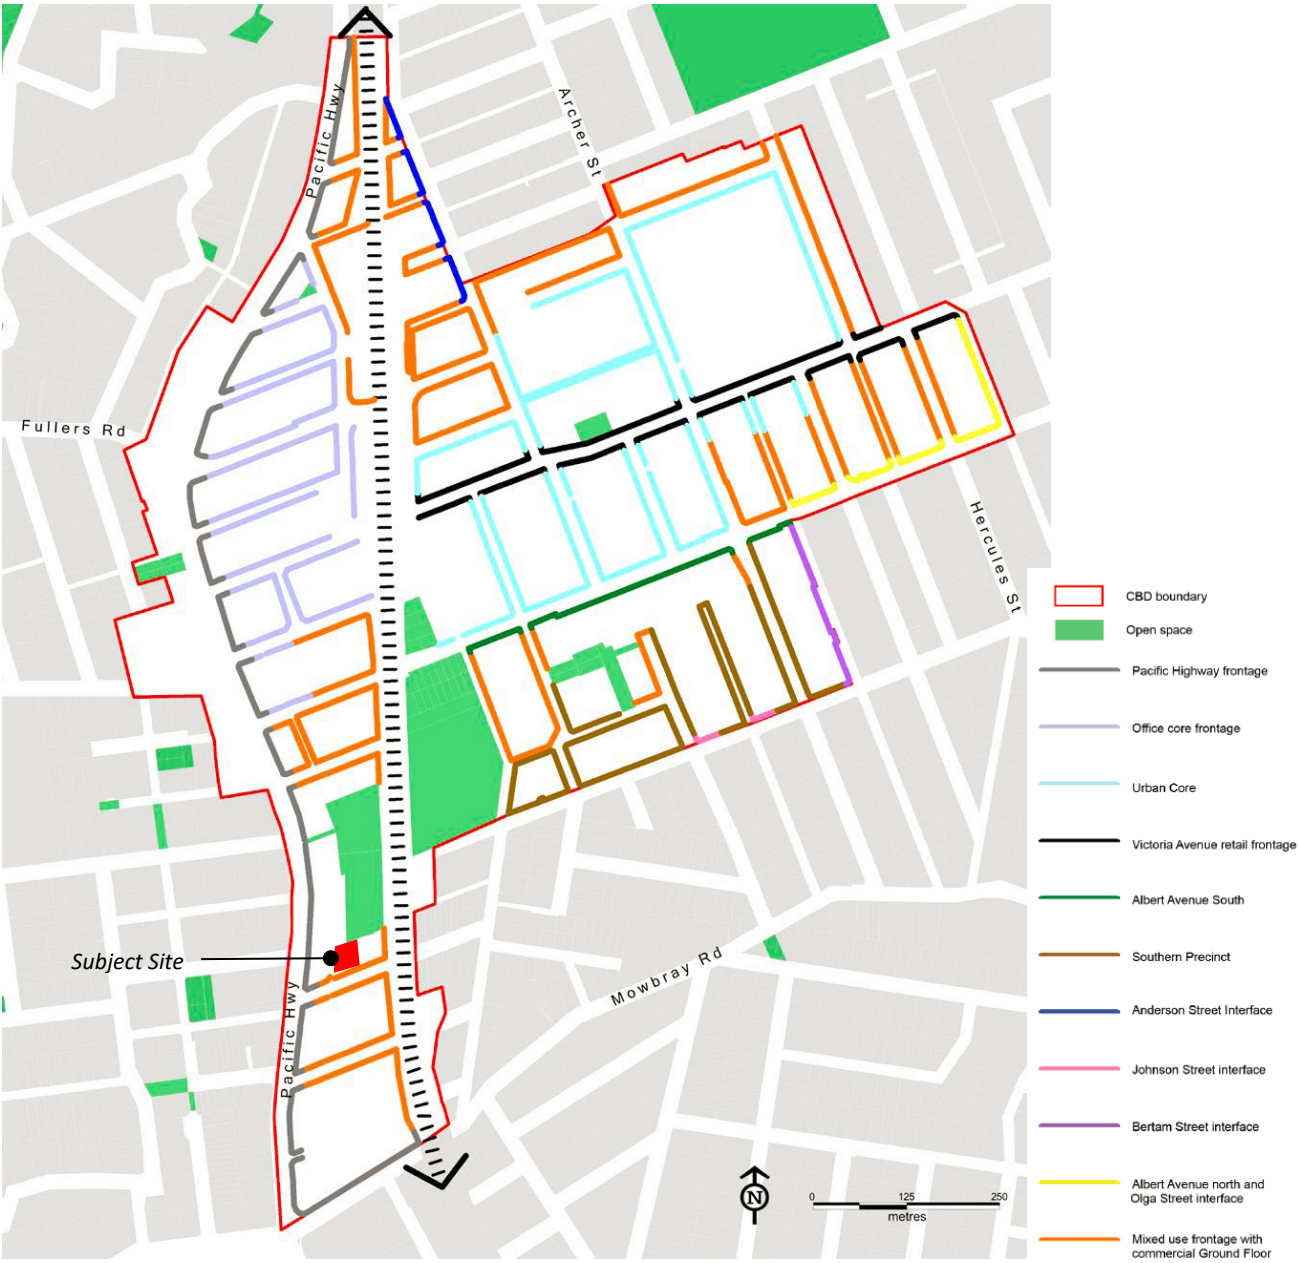 Pacific Hwy
Archer St
Fullers Rd
Hercules St
Subject Site
Mowbray Rd
Pacific Hwy
N
0 125 250
metres
CBD boundary
Open space
Pacific Highway frontage
Office core frontage
Urban Core
Victoria Avenue retail frontage
Albert Avenue South
Southern Precinct
Anderson Street Interface
Johnson Street interface
Bertam Street interface
Albert Avenue north and
Olga Street interface
Mixed use frontage with
commercial Ground Floor